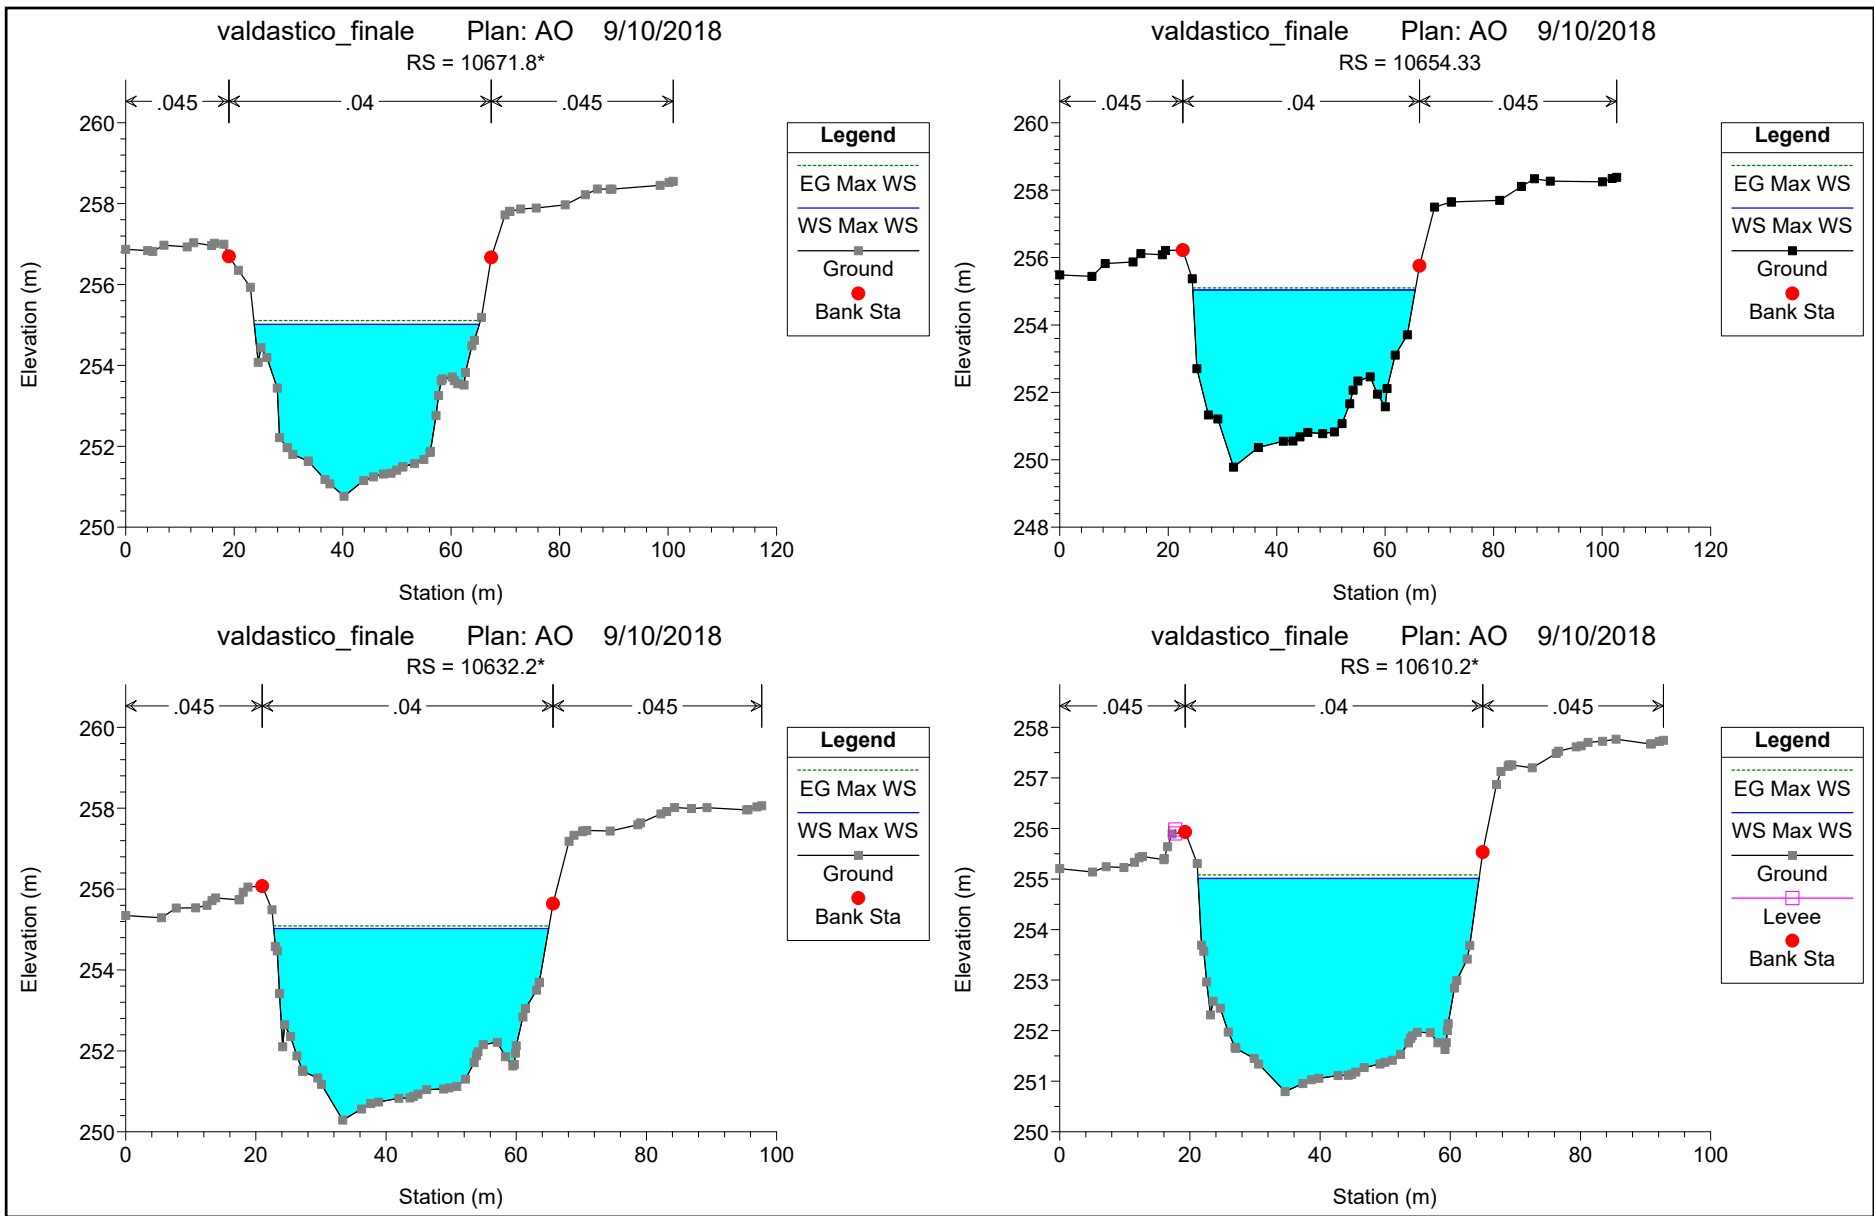 valdastico_finale Plan: AO 9/10/2018
RS = 10671.8*
.045 .04 .045
260
258
256
254
252
250
Elevation (m)
0 20 40 60 80 100 120
Station (m)
Legend
EG Max WS
WS Max WS
Ground
Bank Sta
valdastico_finale Plan: AO 9/10/2018
RS = 10654.33
.045 .04 .045
260
258
256
254
252
250
248
Elevation (m)
0 20 40 60 80 100 120
Station (m)
Legend
EG Max WS
WS Max WS
Ground
Bank Sta
valdastico_finale Plan: AO 9/10/2018
RS = 10632.2*
.045 .04 .045
260
258
256
254
252
250
Elevation (m)
0 20 40 60 80 100
Station (m)
Legend
EG Max WS
WS Max WS
Ground
Bank Sta
valdastico_finale Plan: AO 9/10/2018
RS = 10610.2*
.045 .04 .045
258
257
256
255
254
253
252
251
250
Elevation (m)
0 20 40 60 80 100
Station (m)
Legend
EG Max WS
WS Max WS
Ground
Levee
Bank Sta